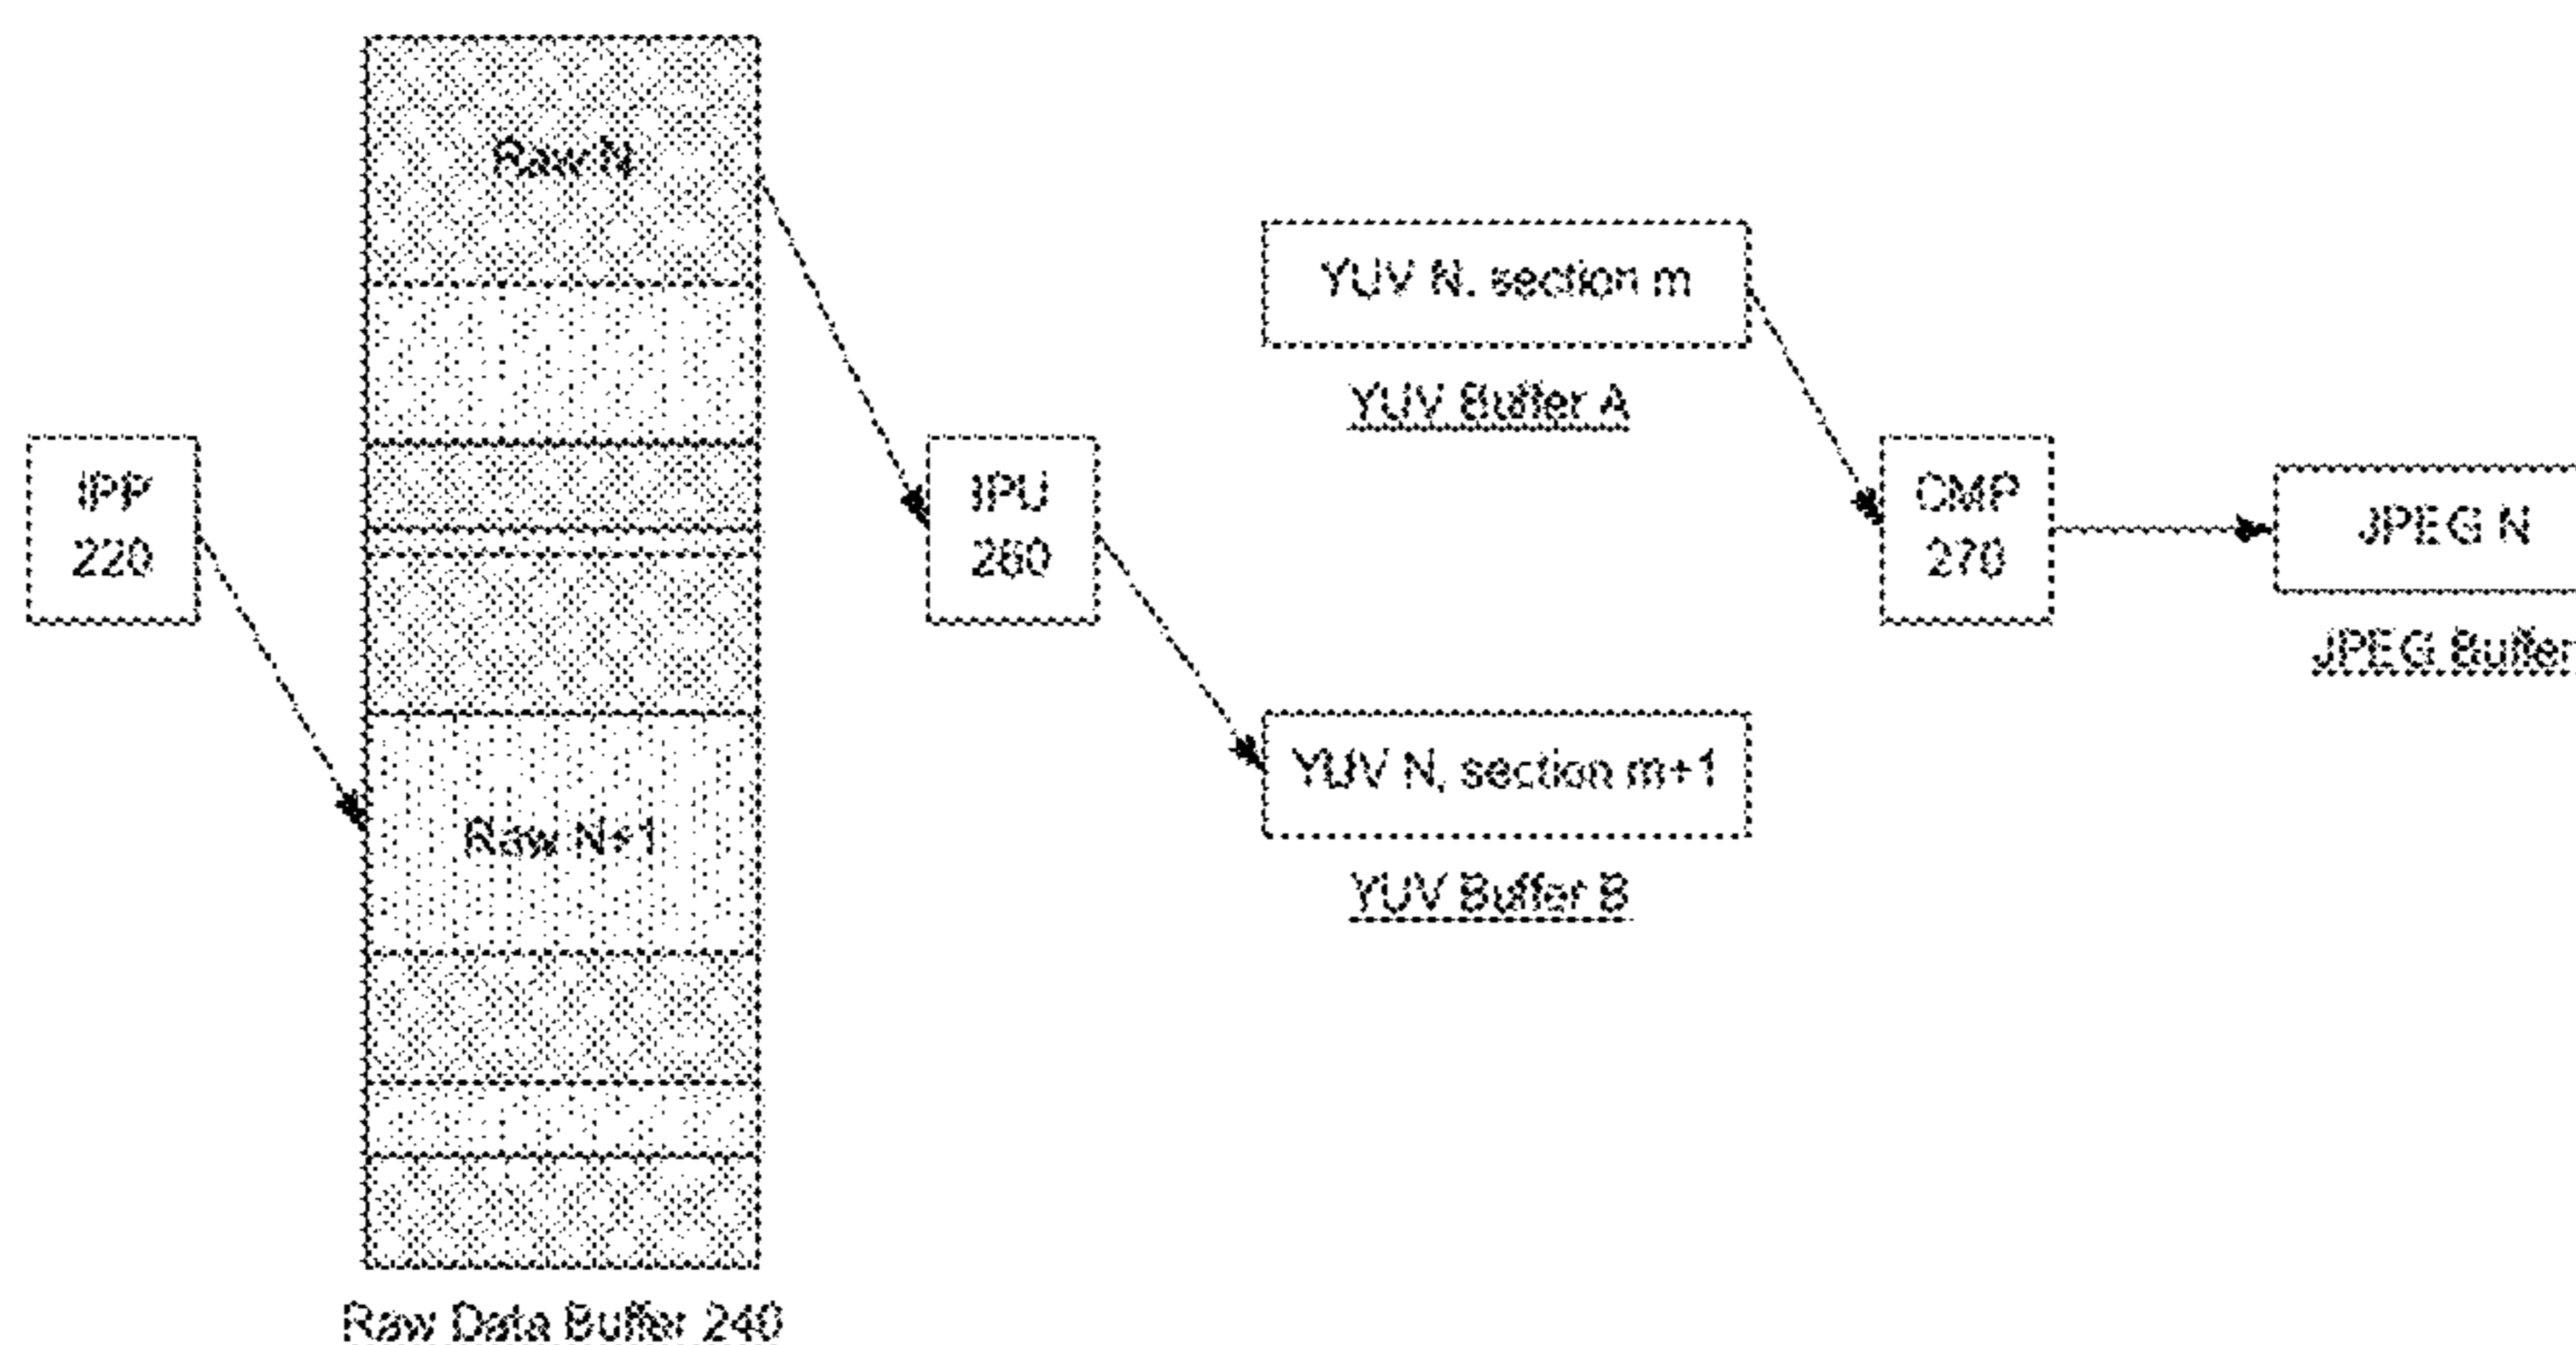 Raw N
IPP
220
Raw N+1
Raw Data Buffer 240
IPU
260
YUV N, section m
YUV Buffer A
YUV N, section m+1
YUV Buffer B
CMP
270
JPEG N
JPEG Buffer